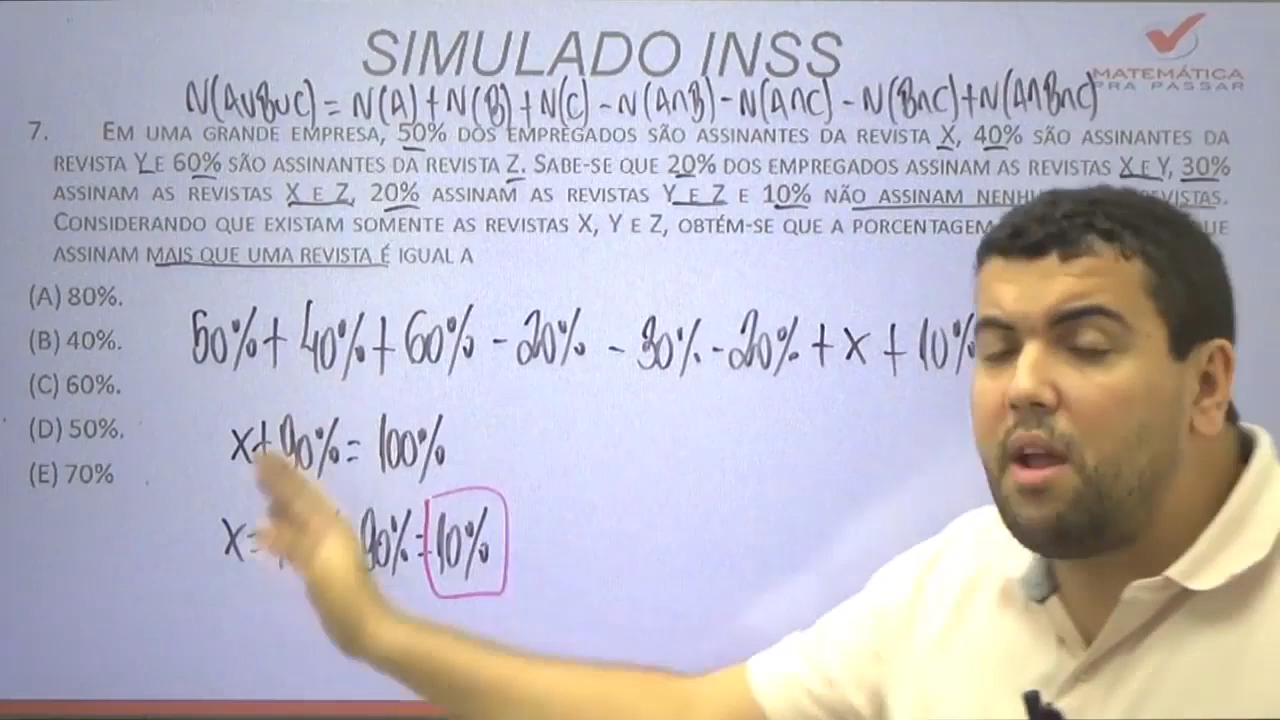 SIMULADO INSS
MATEMÁTICA
PRA PASSAR
N(A∪B∪C) = N(A) + N(B) + N(C) - N(A∩B) - N(A∩C) - N(B∩C) + N(A∩B∩C)
7. EM UMA GRANDE EMPRESA, 50% DOS EMPREGADOS SÃO ASSINANTES DA REVISTA X, 40% SÃO ASSINANTES DA
REVISTA Y E 60% SÃO ASSINANTES DA REVISTA Z. SABE-SE QUE 20% DOS EMPREGADOS ASSINAM AS REVISTAS X E Y, 30%
ASSINAM AS REVISTAS X E Z, 20% ASSINAM AS REVISTAS Y E Z E 10% NÃO ASSINAM
CONSIDERANDO QUE EXISTAM SOMENTE AS REVISTAS X, Y E Z, OBTÉM-SE QUE A PORCENTAGEM
ASSINAM MAIS QUE UMA REVISTA É IGUAL A
(A) 80%.
(B) 40%.
(C) 60%.
(D) 50%.
(E) 70%
50% + 40% + 60% - 20% - 30% - 20% + x + 10%
x + 90% = 100%
x = 90% = 10%